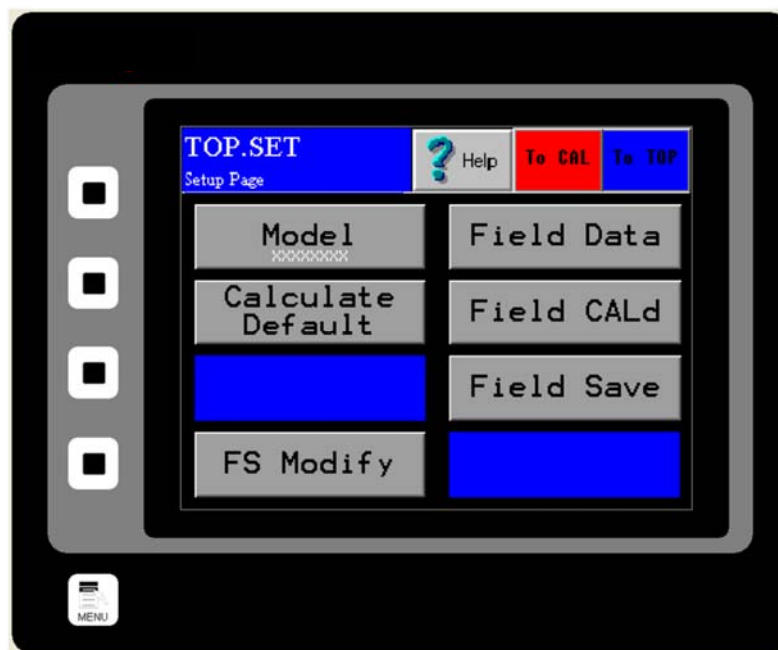 TOP.SET
Setup Page
Help
To CAL
To TOP
Model
XXXXXXXX
Field Data
Calculate
Default
Field CALd
Field Save
FS Modify
MENU